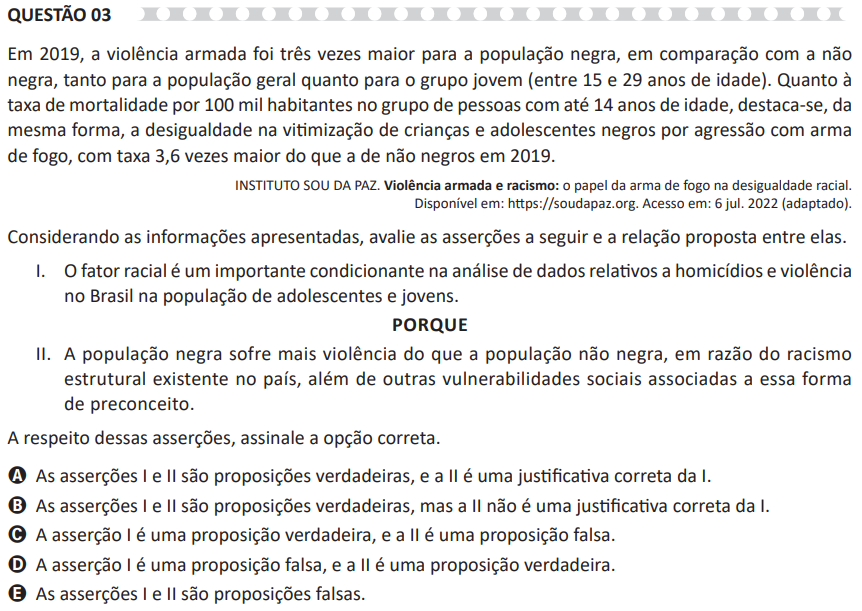 QUESTÃO 03
Em 2019, a violência armada foi três vezes maior para a população negra, em comparação com a não
negra, tanto para a população geral quanto para o grupo jovem (entre 15 e 29 anos de idade). Quanto à
taxa de mortalidade por 100 mil habitantes no grupo de pessoas com até 14 anos de idade, destaca-se, da
mesma forma, a desigualdade na vitimização de crianças e adolescentes negros por agressão com arma
de fogo, com taxa 3,6 vezes maior do que a de não negros em 2019.
INSTITUTO SOU DA PAZ. Violência armada e racismo: o papel da arma de fogo na desigualdade racial.
Disponível em: https://soudapaz.org. Acesso em: 6 jul. 2022 (adaptado).
Considerando as informações apresentadas, avalie as asserções a seguir e a relação proposta entre elas.
I. O fator racial é um importante condicionante na análise de dados relativos a homicídios e violência
no Brasil na população de adolescentes e jovens.
PORQUE
II. A população negra sofre mais violência do que a população não negra, em razão do racismo
estrutural existente no país, além de outras vulnerabilidades sociais associadas a essa forma
de preconceito.
A respeito dessas asserções, assinale a opção correta.
A As asserções I e II são proposições verdadeiras, e a II é uma justificativa correta da I.
B As asserções I e II são proposições verdadeiras, mas a II não é uma justificativa correta da I.
C A asserção I é uma proposição verdadeira, e a II é uma proposição falsa.
D A asserção I é uma proposição falsa, e a II é uma proposição verdadeira.
E As asserções I e II são proposições falsas.